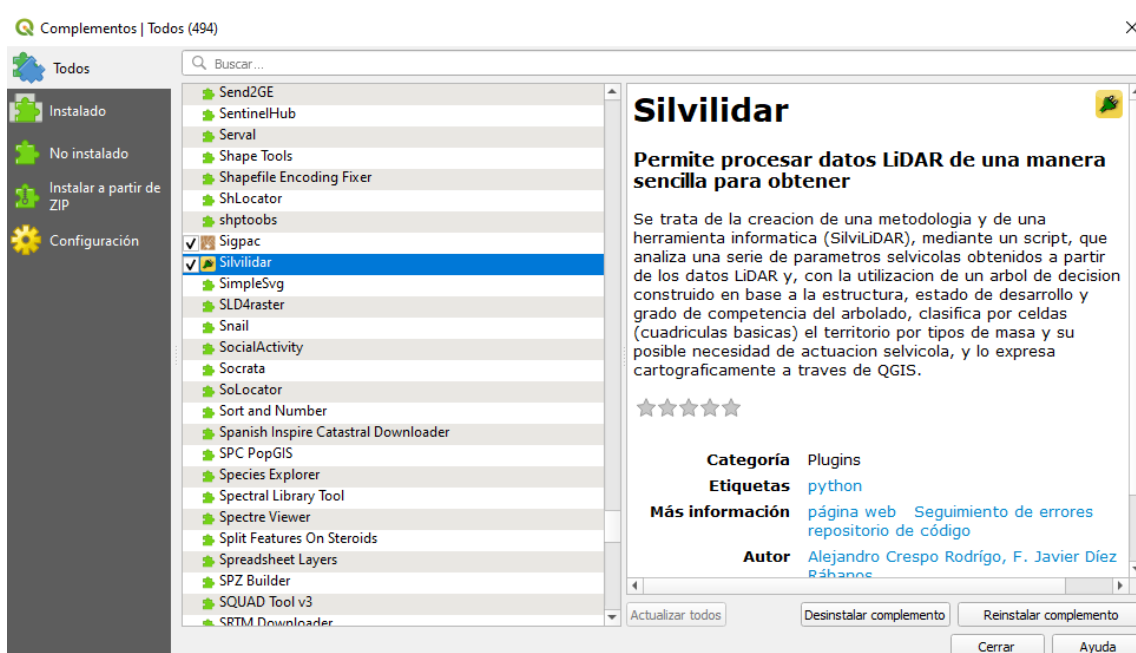 Complementos | Todos (494)
Todos
Instalado
No instalado
Instalar a partir de
ZIP
Configuración
Buscar...
Send2GE
SentinelHub
Serval
Shape Tools
Shapefile Encoding Fixer
ShLocator
shptoobs
Sigpac
Silvilidar
SimpleSvg
SLD4raster
Snail
SocialActivity
Socrata
SoLocator
Sort and Number
Spanish Inspire Catastral Downloader
SPC PopGIS
Species Explorer
Spectral Library Tool
Spectre Viewer
Split Features On Steroids
Spreadsheet Layers
SPZ Builder
SQUAD Tool v3
SRTM Downloader
Silvilidar
Permite procesar datos LiDAR de una manera
sencilla para obtener
Se trata de la creacion de una metodologia y de una
herramienta informatica (SilviLiDAR), mediante un script, que
analiza una serie de parametros selvicolas obtenidos a partir
de los datos LiDAR y, con la utilizacion de un arbol de decision
construido en base a la estructura, estado de desarrollo y
grado de competencia del arbolado, clasifica por celdas
(cuadriculas basicas) el territorio por tipos de masa y su
posible necesidad de actuacion selvicola, y lo expresa
cartograficamente a traves de QGIS.
Categoría Plugins
Etiquetas python
Más información página web Seguimiento de errores
repositorio de código
Autor Alejandro Crespo Rodrígo, F. Javier Díez
Rábanos
Actualizar todos Desinstalar complemento Reinstalar complemento
Cerrar Ayuda